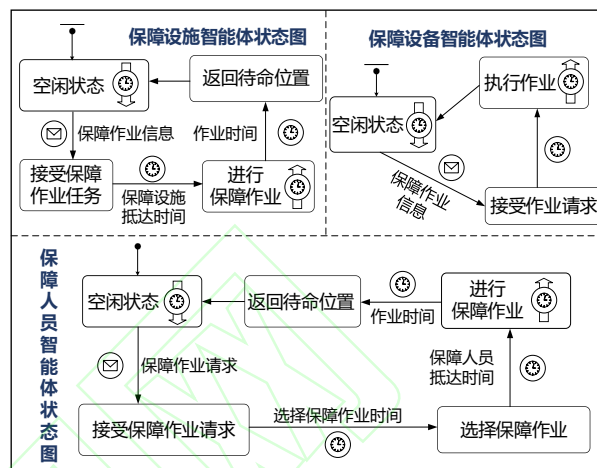 保障设施智能体状态图
空闲状态
返回待命位置
保障作业信息
作业时间
接受保障
作业任务
保障设施
抵达时间
进行
保障作业
保障设备智能体状态图
执行作业
空闲状态
保障作业
信息
接受作业请求
保障人员智能体状态图
空闲状态
返回待命位置
作业时间
进行
保障作业
保障作业请求
保障人员
抵达时间
接受保障作业请求
选择保障作业时间
选择保障作业